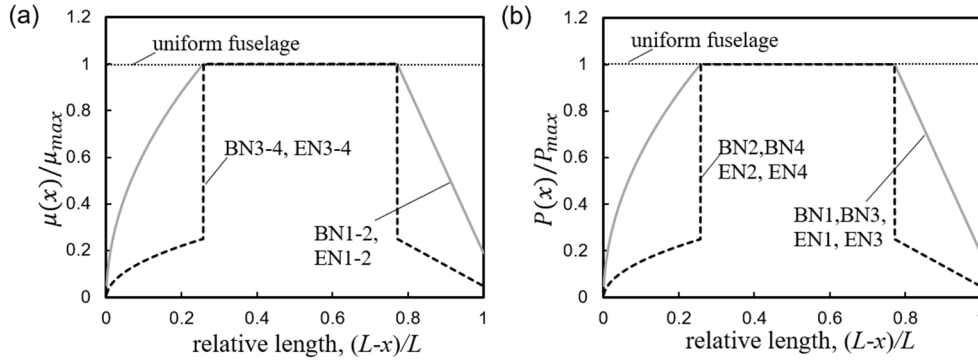 (a)
1.2
uniform fuselage
1
0.8
0.6
0.4
0.2
0
μ(x)/μmax
BN3-4, EN3-4
BN1-2,
EN1-2
0 0.2 0.4 0.6 0.8 1
relative length, (L-x)/L
(b)
1.2
uniform fuselage
1
0.8
0.6
0.4
0.2
0
P(x)/Pmax
BN2,BN4
EN2, EN4
BN1,BN3,
EN1, EN3
0 0.2 0.4 0.6 0.8 1
relative length, (L-x)/L